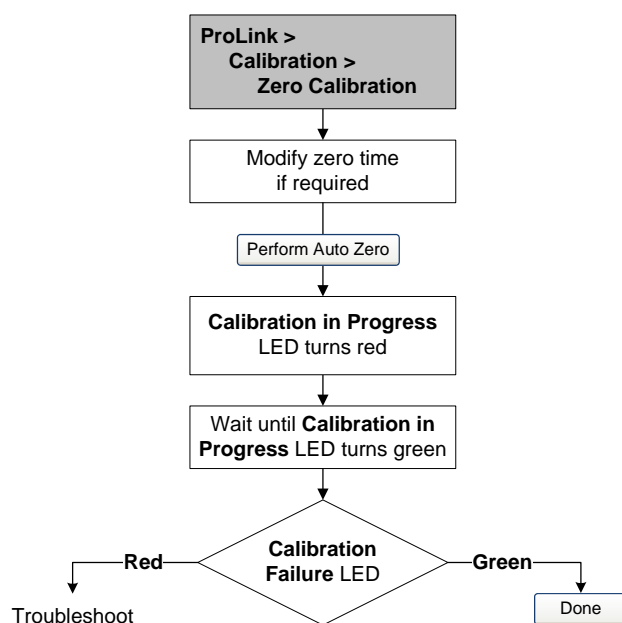 ProLink >
Calibration >
Zero Calibration
Modify zero time
if required
Perform Auto Zero
Calibration in Progress
LED turns red
Wait until Calibration in
Progress LED turns green
Calibration
Failure LED
Red
Green
Troubleshoot
Done